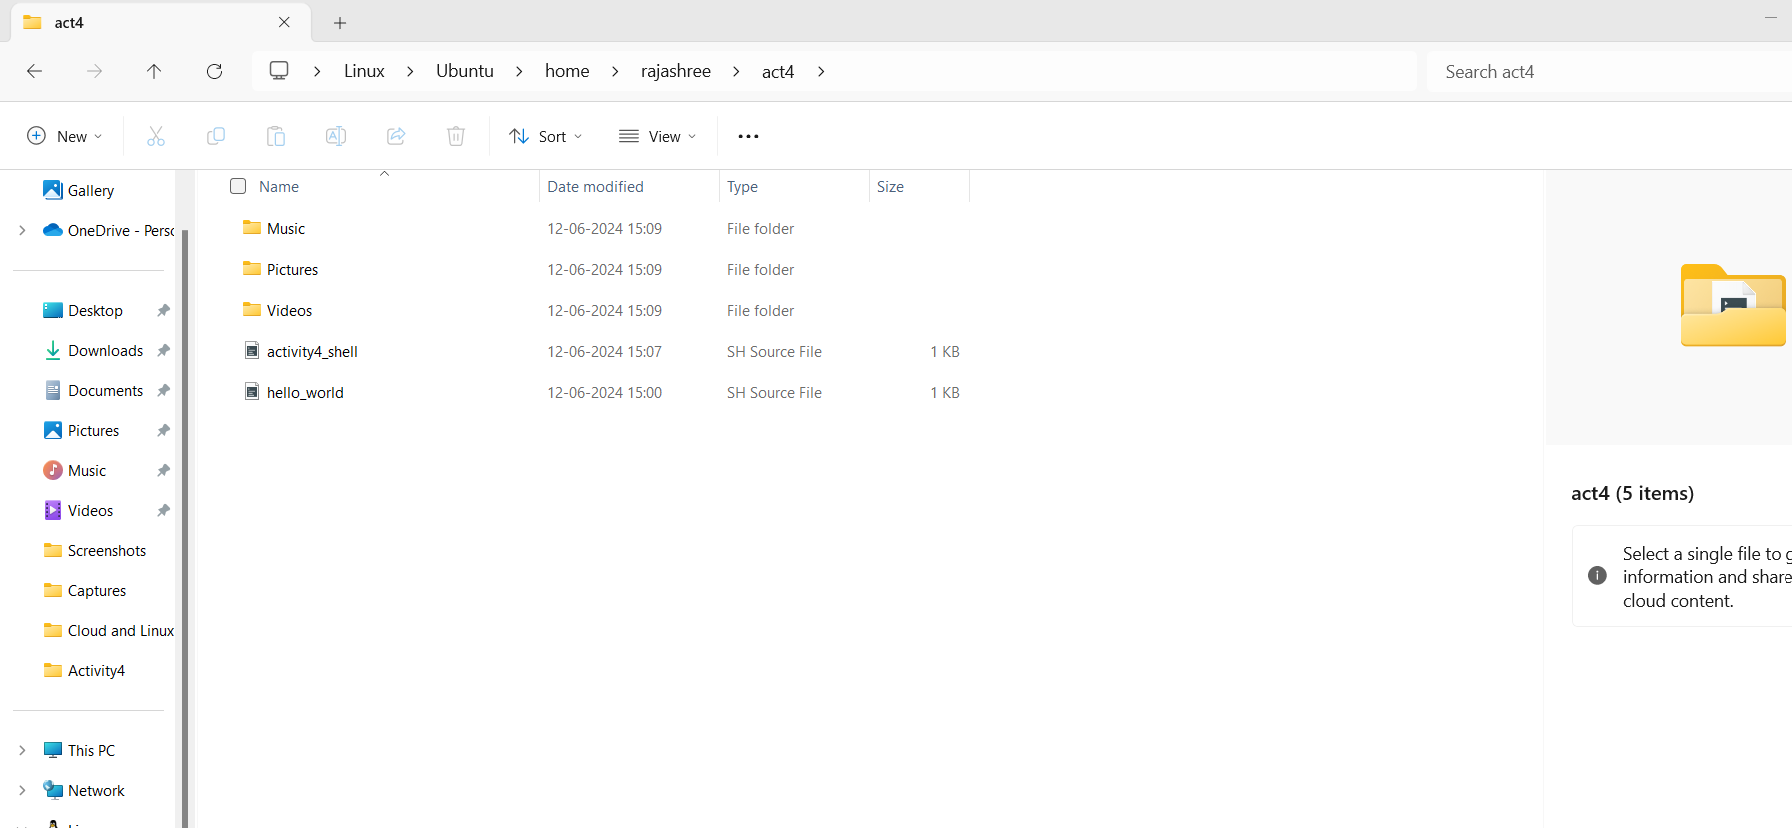 act4
Linux > Ubuntu > home > rajashree > act4 >
Search act4
New
Sort
View
Gallery
OneDrive - Perso
Desktop
Downloads
Documents
Pictures
Music
Videos
Screenshots
Captures
Cloud and Linux
Activity4
This PC
Network
Name Date modified Type Size
Music 12-06-2024 15:09 File folder
Pictures 12-06-2024 15:09 File folder
Videos 12-06-2024 15:09 File folder
activity4_shell 12-06-2024 15:07 SH Source File 1 KB
hello_world 12-06-2024 15:00 SH Source File 1 KB
act4 (5 items)
Select a single file to g
information and share
cloud content.